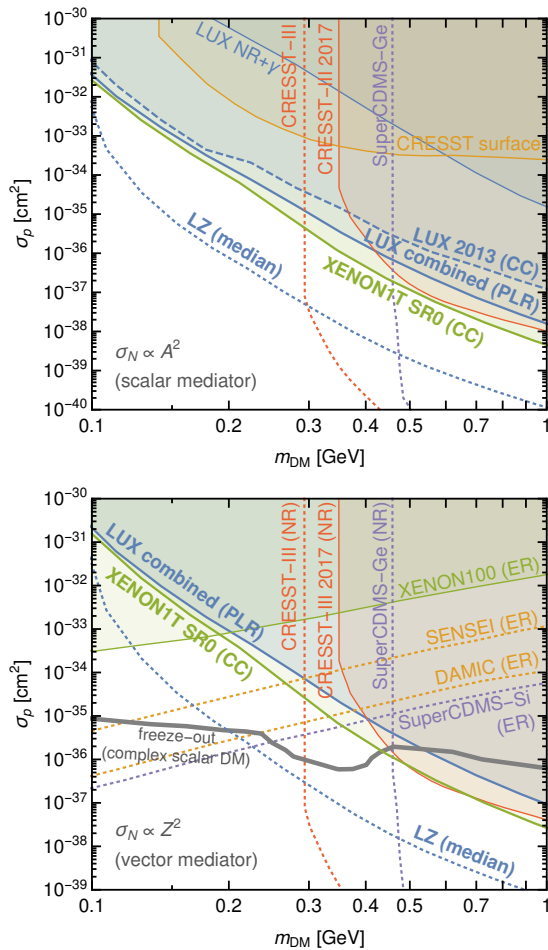 10⁻³⁰
10⁻³¹
10⁻³²
10⁻³³
10⁻³⁴
10⁻³⁵
10⁻³⁶
10⁻³⁷
10⁻³⁸
10⁻³⁹
10⁻⁴⁰
σₚ [cm²]
LUX NR+γ
CRESST−III
CRESST−III 2017
SuperCDMS−Ge
CRESST surface
LZ (median)
LUX 2013 (CC)
LUX combined (PLR)
XENON1T SR0 (CC)
σ_N ∝ A²
(scalar mediator)
0.1 0.2 0.3 0.4 0.5 0.7 1
m_DM [GeV]
10⁻³⁰
10⁻³¹
10⁻³²
10⁻³³
10⁻³⁴
10⁻³⁵
10⁻³⁶
10⁻³⁷
10⁻³⁸
10⁻³⁹
σₚ [cm²]
LUX combined (PLR)
XENON1T SR0 (CC)
CRESST−III (NR)
CRESST−III 2017 (NR)
SuperCDMS−Ge (NR)
XENON100 (ER)
SENSEI (ER)
DAMIC (ER)
SuperCDMS−Si
(ER)
freeze−out
(complex scalar DM)
σ_N ∝ Z²
(vector mediator)
LZ (median)
0.1 0.2 0.3 0.4 0.5 0.7 1
m_DM [GeV]